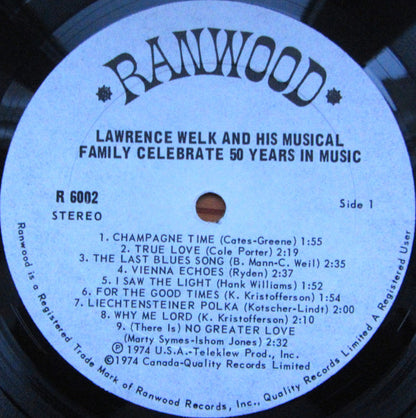 RANWOOD
LAWRENCE WELK AND HIS MUSICAL
FAMILY CELEBRATE 50 YEARS IN MUSIC
R 6002
STEREO
Side 1
1. CHAMPAGNE TIME (Cates-Greene) 1:55
2. TRUE LOVE (Cole Porter) 2:19
3. THE LAST BLUES SONG (B. Mann-C. Weil) 2:35
4. VIENNA ECHOES (Ryden) 2:37
5. I SAW THE LIGHT (Hank Williams) 1:52
6. FOR THE GOOD TIMES (K. Kristofferson) 1:54
7. LIECHTENSTEINER POLKA (Kotscher-Lindt) 2:00
8. WHY ME LORD (K. Kristofferson) 2:10
9. (There Is) NO GREATER LOVE
(Marty Symes-Ishom Jones) 2:32
Ⓟ 1974 U.S.A.-Teleklew Prod., Inc.
©1974 Canada-Quality Records Limited
Ranwood is a Registered Trade Mark of Ranwood Records, Inc., Quality Records Limited A Registered User